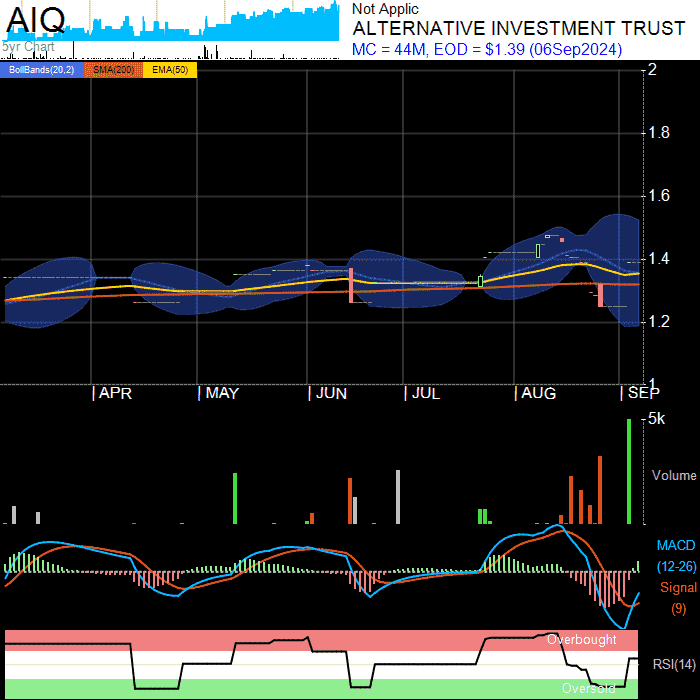 AIQ
5yr Chart
Not Applic
ALTERNATIVE INVESTMENT TRUST
MC = 44M, EOD = $1.39 (06Sep2024)
BollBands(20,2) SMA(200) EMA(50)
2
1.8
1.6
1.4
1.2
1
| APR | MAY | JUN | JUL | AUG | SEP
5k
Volume
MACD
(12-26)
Signal
(9)
Overbought
RSI(14)
Oversold